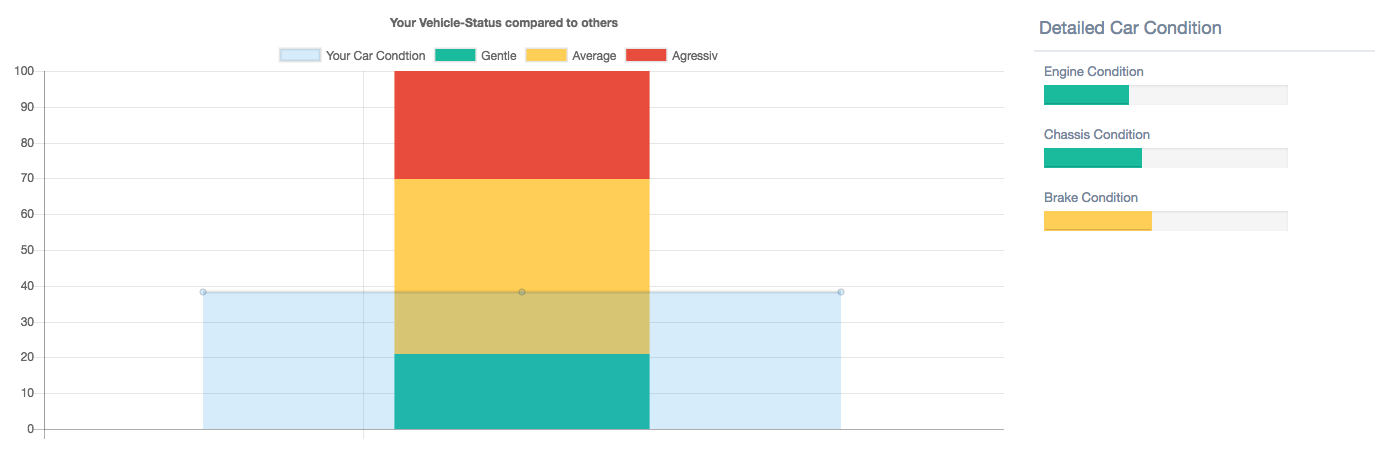 Your Vehicle-Status compared to others
Your Car Condtion Gentle Average Agressiv
100
90
80
70
60
50
40
30
20
10
0
Detailed Car Condition
Engine Condition
Chassis Condition
Brake Condition